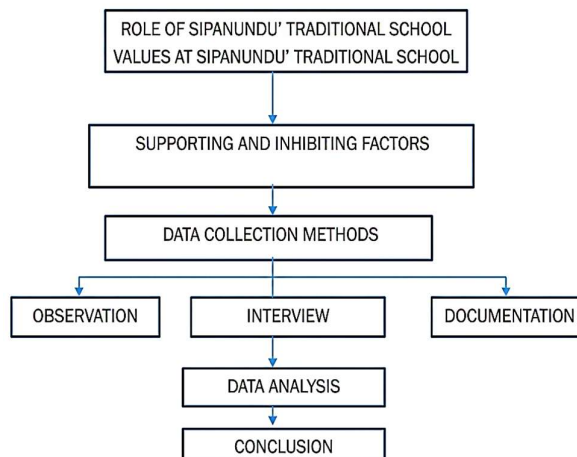 ROLE OF SIPANUNDU’ TRADITIONAL SCHOOL
VALUES AT SIPANUNDU’ TRADITIONAL SCHOOL
SUPPORTING AND INHIBITING FACTORS
DATA COLLECTION METHODS
OBSERVATION
INTERVIEW
DOCUMENTATION
DATA ANALYSIS
CONCLUSION